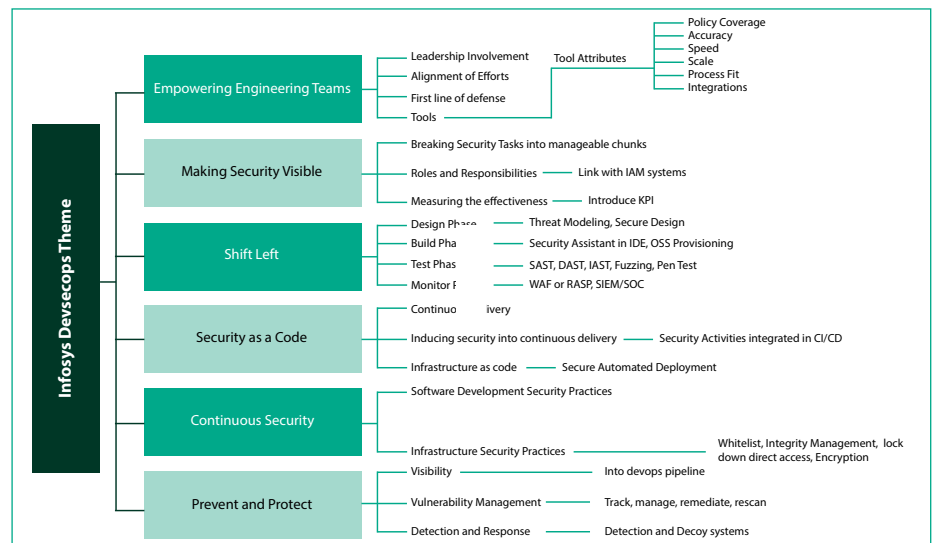 Infosys Devsecops Theme
Empowering Engineering Teams
Leadership Involvement
Alignment of Efforts
First line of defense
Tools
Tool Attributes
Policy Coverage
Accuracy
Speed
Scale
Process Fit
Integrations
Making Security Visible
Breaking Security Tasks into manageable chunks
Roles and Responsibilities
Link with IAM systems
Measuring the effectiveness
Introduce KPI
Shift Left
Design Phase
Threat Modeling, Secure Design
Build
Security Assistant in IDE, OSS Provisioning
Test
SAST, DAST, IAST, Fuzzing, Pen Test
Monitor
WAF or RASP, SIEM/SOC
Security as a Code
Inducing security into continuous delivery
Security Activities integrated in CI/CD
Infrastructure as code
Secure Automated Deployment
Continuous Security
Software Development Security Practices
Infrastructure Security Practices
Whitelist, Integrity Management, lock
down direct access, Encryption
Prevent and Protect
Visibility
Into devops pipeline
Vulnerability Management
Track, manage, remediate, rescan
Detection and Response
Detection and Decoy systems